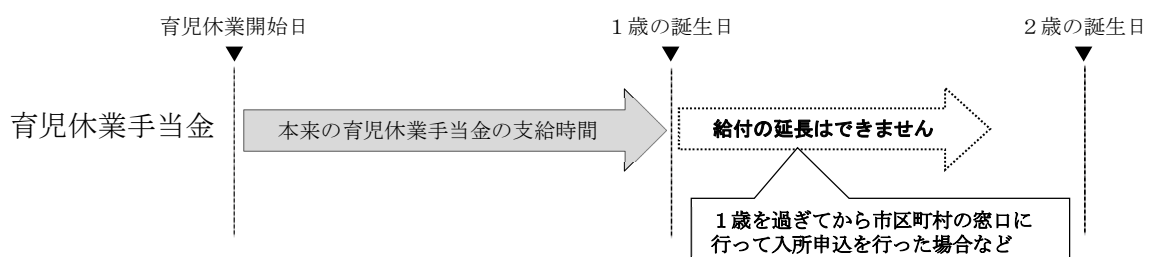 育児休業開始日
１歳の誕生日
２歳の誕生日
育児休業手当金
本来の育児休業手当金の支給時間
給付の延長はできません
１歳を過ぎてから市区町村の窓口に
行って入所申込を行った場合など